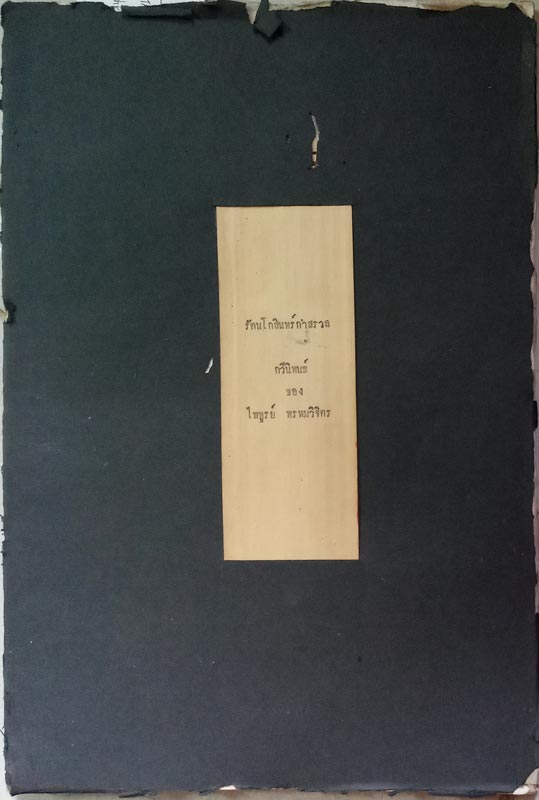 รัตนโกสินทร์กำสรวล
กวีนิพนธ์
ของ
ไพฑูรย์ พรหมวิจิตร